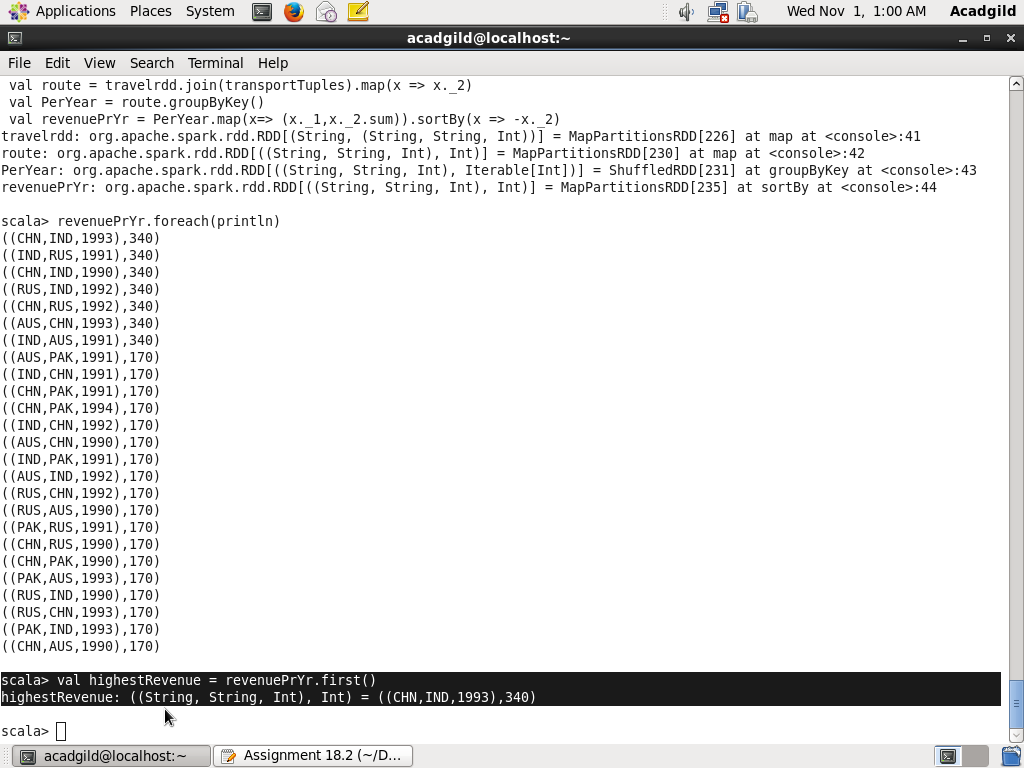 Applications Places System Wed Nov 1, 1:00 AM Acadgild
acadgild@localhost:~
File Edit View Search Terminal Help
val route = travelrdd.join(transportTuples).map(x => x._2)
val PerYear = route.groupByKey()
val revenuePrYr = PerYear.map(x=> (x._1,x._2.sum)).sortBy(x => -x._2)
travelrdd: org.apache.spark.rdd.RDD[(String, (String, String, Int))] = MapPartitionsRDD[226] at map at <console>:41
route: org.apache.spark.rdd.RDD[((String, String, Int), Int)] = MapPartitionsRDD[230] at map at <console>:42
PerYear: org.apache.spark.rdd.RDD[((String, String, Int), Iterable[Int])] = ShuffledRDD[231] at groupByKey at <console>:43
revenuePrYr: org.apache.spark.rdd.RDD[((String, String, Int), Int)] = MapPartitionsRDD[235] at sortBy at <console>:44
scala> revenuePrYr.foreach(println)
((CHN,IND,1993),340)
((IND,RUS,1991),340)
((CHN,IND,1990),340)
((RUS,IND,1992),340)
((CHN,RUS,1992),340)
((AUS,CHN,1993),340)
((IND,AUS,1991),340)
((AUS,PAK,1991),170)
((IND,CHN,1991),170)
((CHN,PAK,1991),170)
((CHN,PAK,1994),170)
((IND,CHN,1992),170)
((AUS,CHN,1990),170)
((IND,PAK,1991),170)
((AUS,IND,1992),170)
((RUS,CHN,1992),170)
((RUS,AUS,1990),170)
((PAK,RUS,1991),170)
((CHN,RUS,1990),170)
((CHN,PAK,1990),170)
((PAK,AUS,1993),170)
((RUS,IND,1990),170)
((RUS,CHN,1993),170)
((PAK,IND,1993),170)
((CHN,AUS,1990),170)
scala> val highestRevenue = revenuePrYr.first()
highestRevenue: ((String, String, Int), Int) = ((CHN,IND,1993),340)
scala>
acadgild@localhost:~ Assignment 18.2 (~/D...